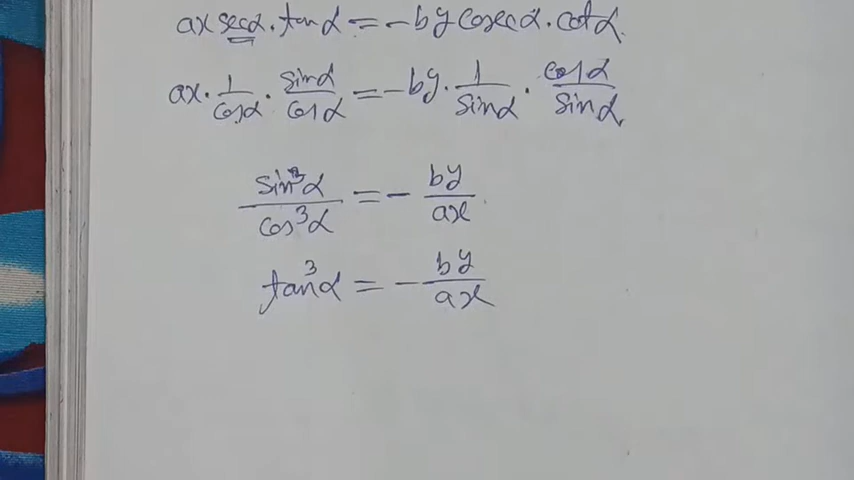 ax secα·tanα = -by cosecα·cotα.
ax · 1/cosα · sinα/cosα = -by · 1/sinα · cosα/sinα
sin³α/cos³α = - by/ax
tan³α = - by/ax